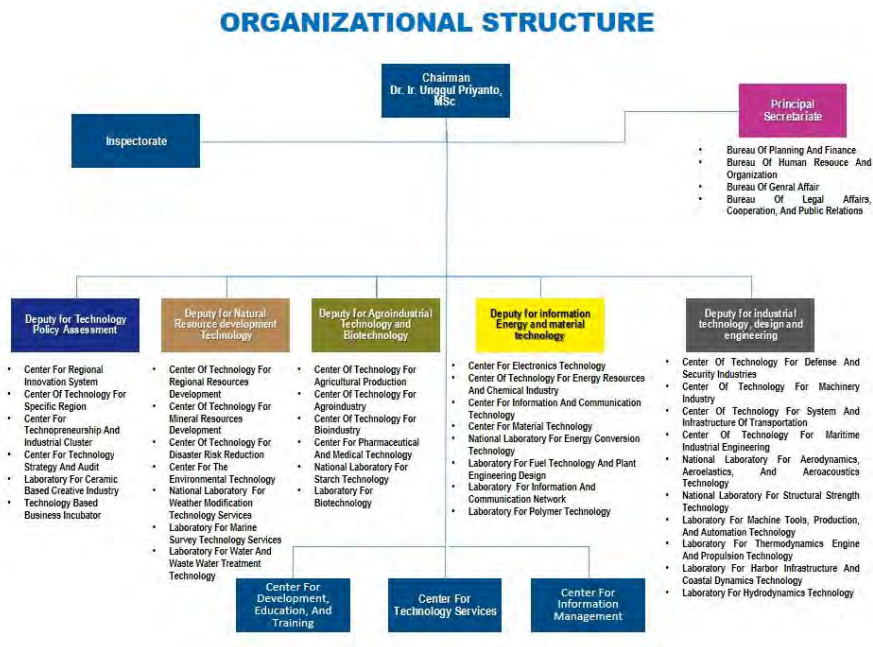 ORGANIZATIONAL STRUCTURE
Chairman
Dr. Ir. Unggul Priyanto,
MSc
Principal
Secretariate
Inspectorate
• Bureau Of Planning And Finance
• Bureau Of Human Resouce And
Organization
• Bureau Of Genral Affair
• Bureau Of Legal Affairs,
Cooperation, And Public Relations
Deputy for Technology
Policy Assessment
• Center For Regional
Innovation System
• Center Of Technology For
Specific Region
• Center For
Technopreneurship And
Industrial Cluster
• Center For Technology
Strategy And Audit
• Laboratory For Ceramic
Based Creative Industry
• Technology Based
Business Incubator
Deputy for Natural
Resource development
Technology
• Center Of Technology For
Regional Resources
Development
• Center Of Technology For
Mineral Resources
Development
• Center Of Technology For
Disaster Risk Reduction
• Center For The
Environmental Technology
• National Laboratory For
Weather Modification
Technology Services
• Laboratory For Marine
Survey Technology Services
• Laboratory For Water And
Waste Water Treatment
Technology
Deputy for Agroindustrial
Technology and
Biotechnology
• Center Of Technology For
Agricultural Production
• Center Of Technology For
Agroindustry
• Center Of Technology For
Bioindustry
• Center For Pharmaceutical
And Medical Technology
• National Laboratory For
Starch Technology
• Laboratory For
Biotechnology
Deputy for information
Energy and material
technology
• Center For Electronics Technology
• Center Of Technology For Energy Resources
And Chemical Industry
• Center For Information And Communication
Technology
• Center For Material Technology
• National Laboratory For Energy Conversion
Technology
• Laboratory For Fuel Technology And Plant
Engineering Design
• Laboratory For Information And
Communication Network
• Laboratory For Polymer Technology
Deputy for industrial
technology, design and
engineering
• Center Of Technology For Defense And
Security Industries
• Center Of Technology For Machinery
Industry
• Center Of Technology For System And
Infrastructure Of Transportation
• Center Of Technology For Maritime
Industrial Engineering
• National Laboratory For Aerodynamics,
Aeroelastics, And Aeroacoustics
Technology
• National Laboratory For Structural Strength
Technology
• Laboratory For Machine Tools, Production,
And Automation Technology
• Laboratory For Thermodynamics Engine
And Propulsion Technology
• Laboratory For Harbor Infrastructure And
Coastal Dynamics Technology
• Laboratory For Hydrodynamics Technology
Center For
Development,
Education, And
Training
Center For
Technology Services
Center For
Information
Management